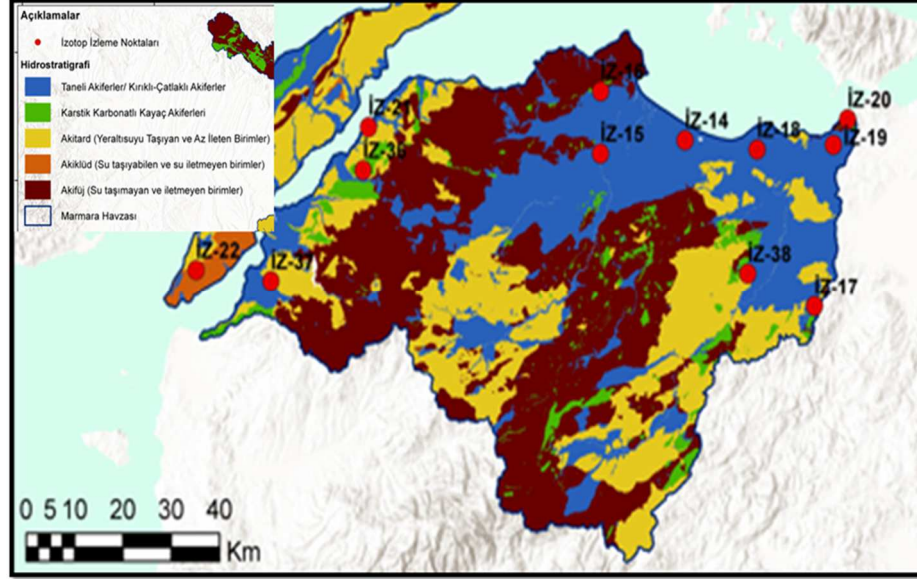 Açıklamalar
İzotop İzleme Noktaları
Hidrostratigrafi
Taneli Akiferler/ Kırıklı-Çatlaklı Akiferler
Karstik Karbonatlı Kayaç Akiferleri
Akitard (Yeraltısuyu Taşıyan ve Az İleten Birimler)
Akiklüd (Su taşıyabilen ve su iletmeyen birimler)
Akifüj (Su taşımayan ve iletmeyen birimler)
Marmara Havzası
İZ-16
İZ-21
İZ-20
İZ-14
İZ-15
İZ-18
İZ-19
İZ-36
İZ-22
İZ-37
İZ-38
İZ-17
0 5 10 20 30 40
Km